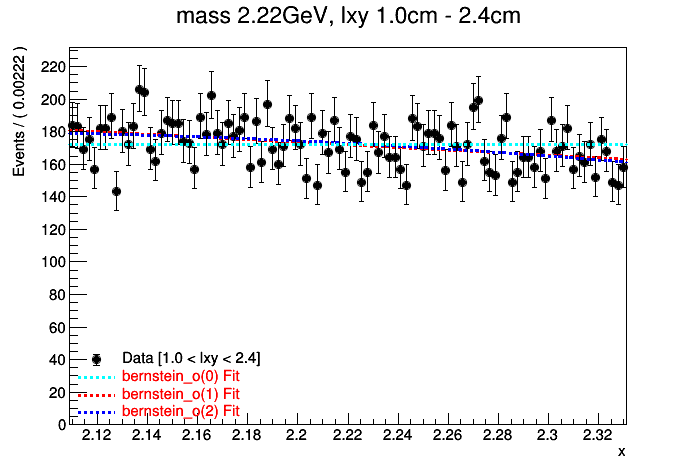 mass 2.22GeV, lxy 1.0cm - 2.4cm
Events / ( 0.00222 )
220
200
180
160
140
120
100
80
60
40
20
0
Data [1.0 < lxy < 2.4]
bernstein_o(0) Fit
bernstein_o(1) Fit
bernstein_o(2) Fit
2.12 2.14 2.16 2.18 2.2 2.22 2.24 2.26 2.28 2.3 2.32
x